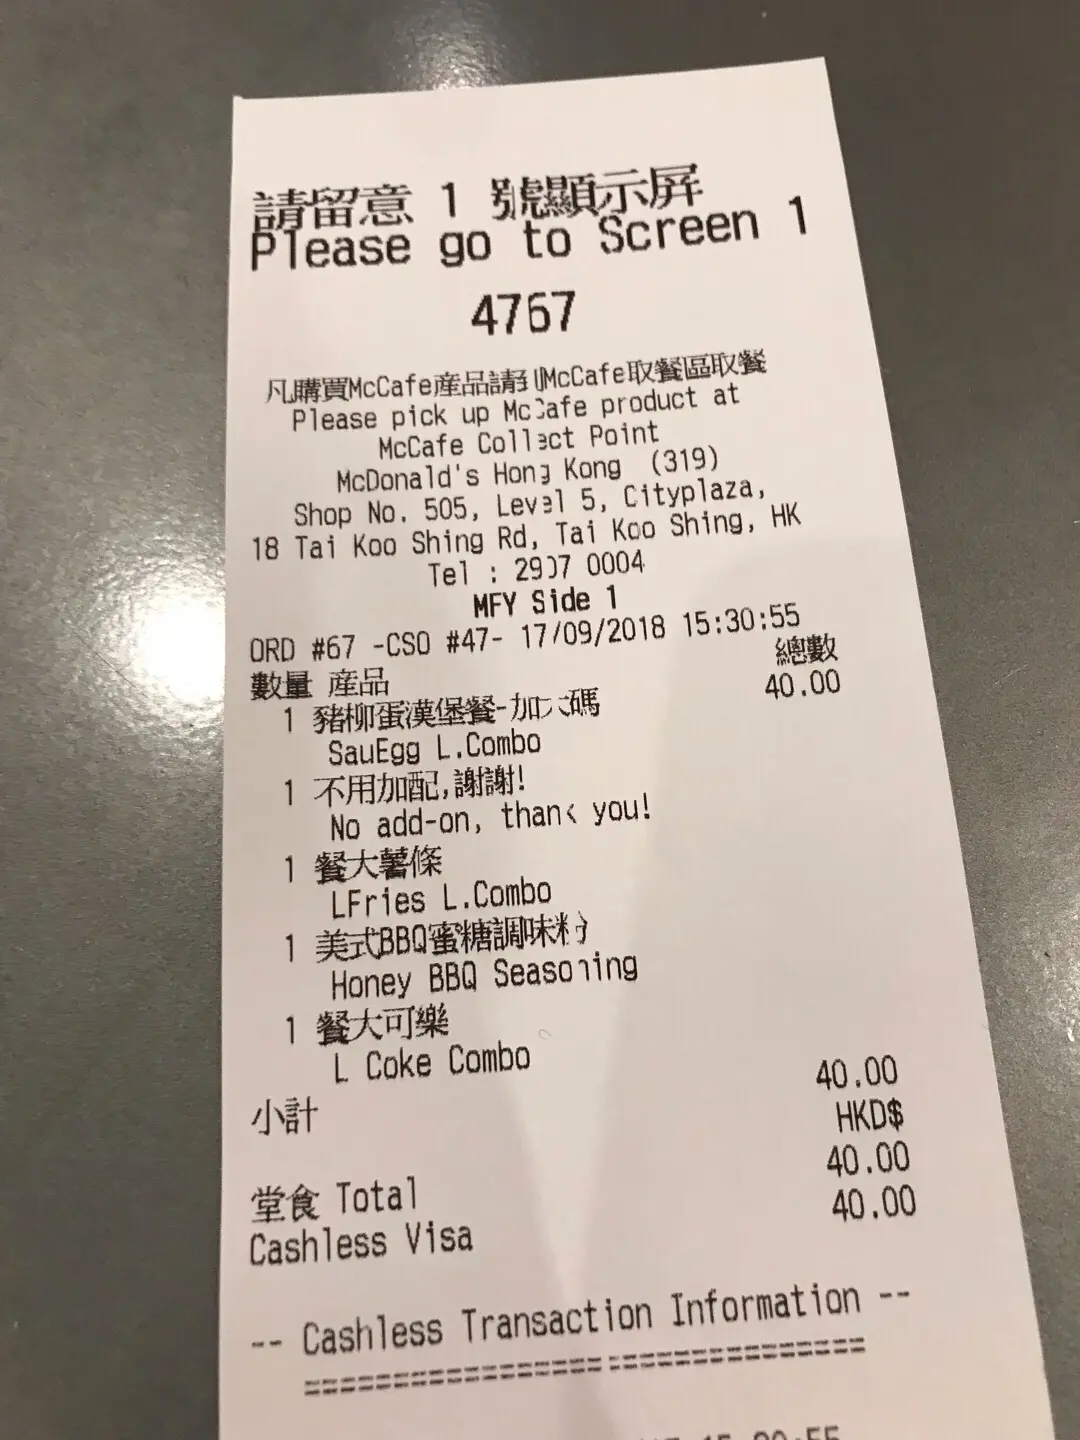 請留意 1 號顯示屏
Please go to Screen 1
4767
凡購買McCafe產品請到McCafe取餐區取餐
Please pick up McCafe product at
McCafe Collect Point
McDonald's Hong Kong (319)
Shop No. 505, Level 5, Cityplaza,
18 Tai Koo Shing Rd, Tai Koo Shing, HK
Tel : 2907 0004
MFY Side 1
ORD #67 -CSO #47- 17/09/2018 15:30:55
數量 產品 總數
1 豬柳蛋漢堡餐-加大碼 40.00
SauEgg L.Combo
1 不用加配,謝謝!
No add-on, thank you!
1 餐大薯條
LFries L.Combo
1 美式BBQ蜜糖調味粉
Honey BBQ Seasoning
1 餐大可樂
L Coke Combo
小計 40.00
HKD$
堂食 Total 40.00
Cashless Visa 40.00
-- Cashless Transaction Information --
==============================